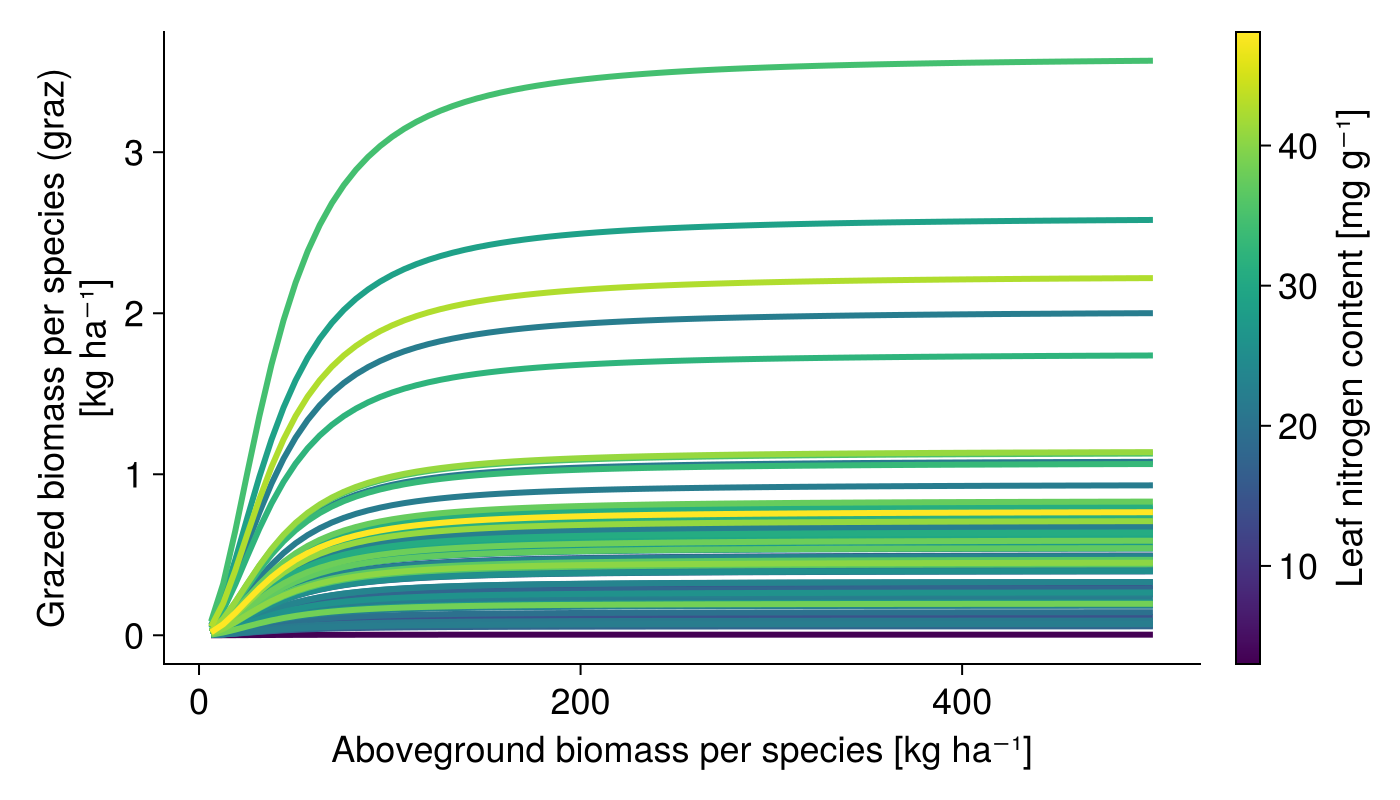 Grazed biomass per species (graz)
[kg ha⁻¹]
3
2
1
0
0
200
400
Aboveground biomass per species [kg ha⁻¹]
40
30
20
10
Leaf nitrogen content [mg g⁻¹]